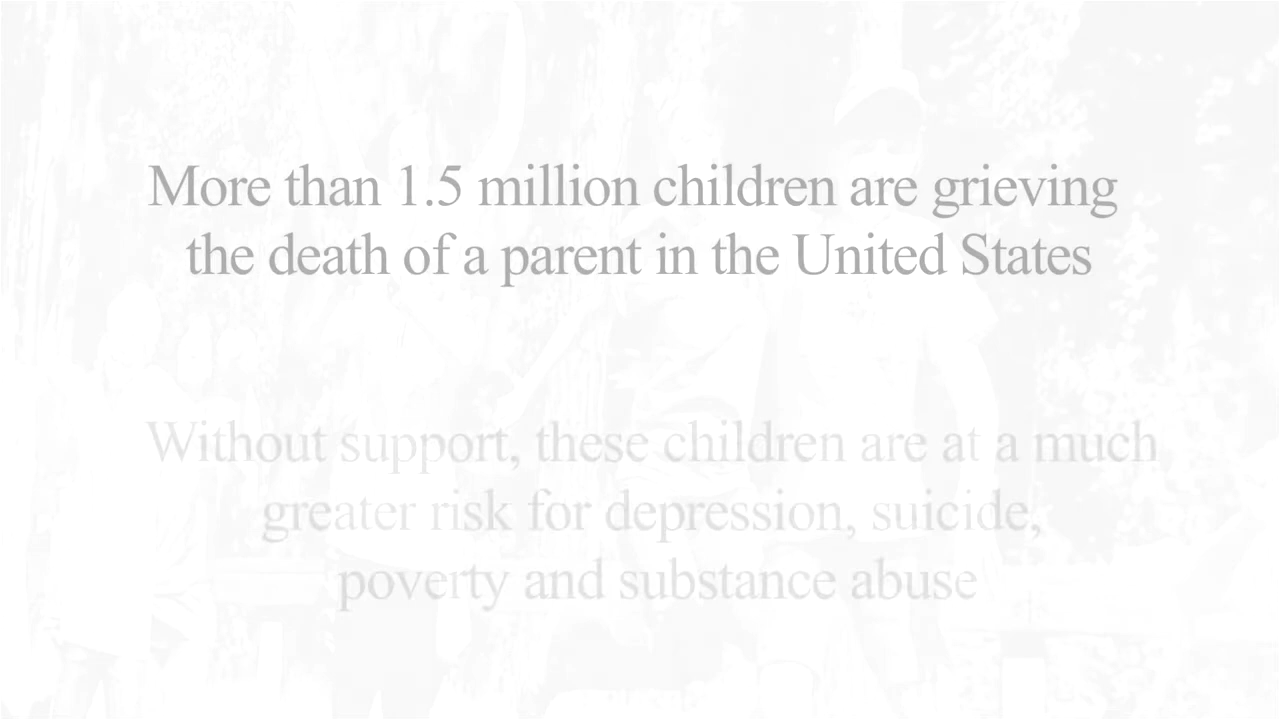 More than 1.5 million children are grieving
the death of a parent in the United States
Without support, these children are at a much
greater risk for depression, suicide,
poverty and substance abuse